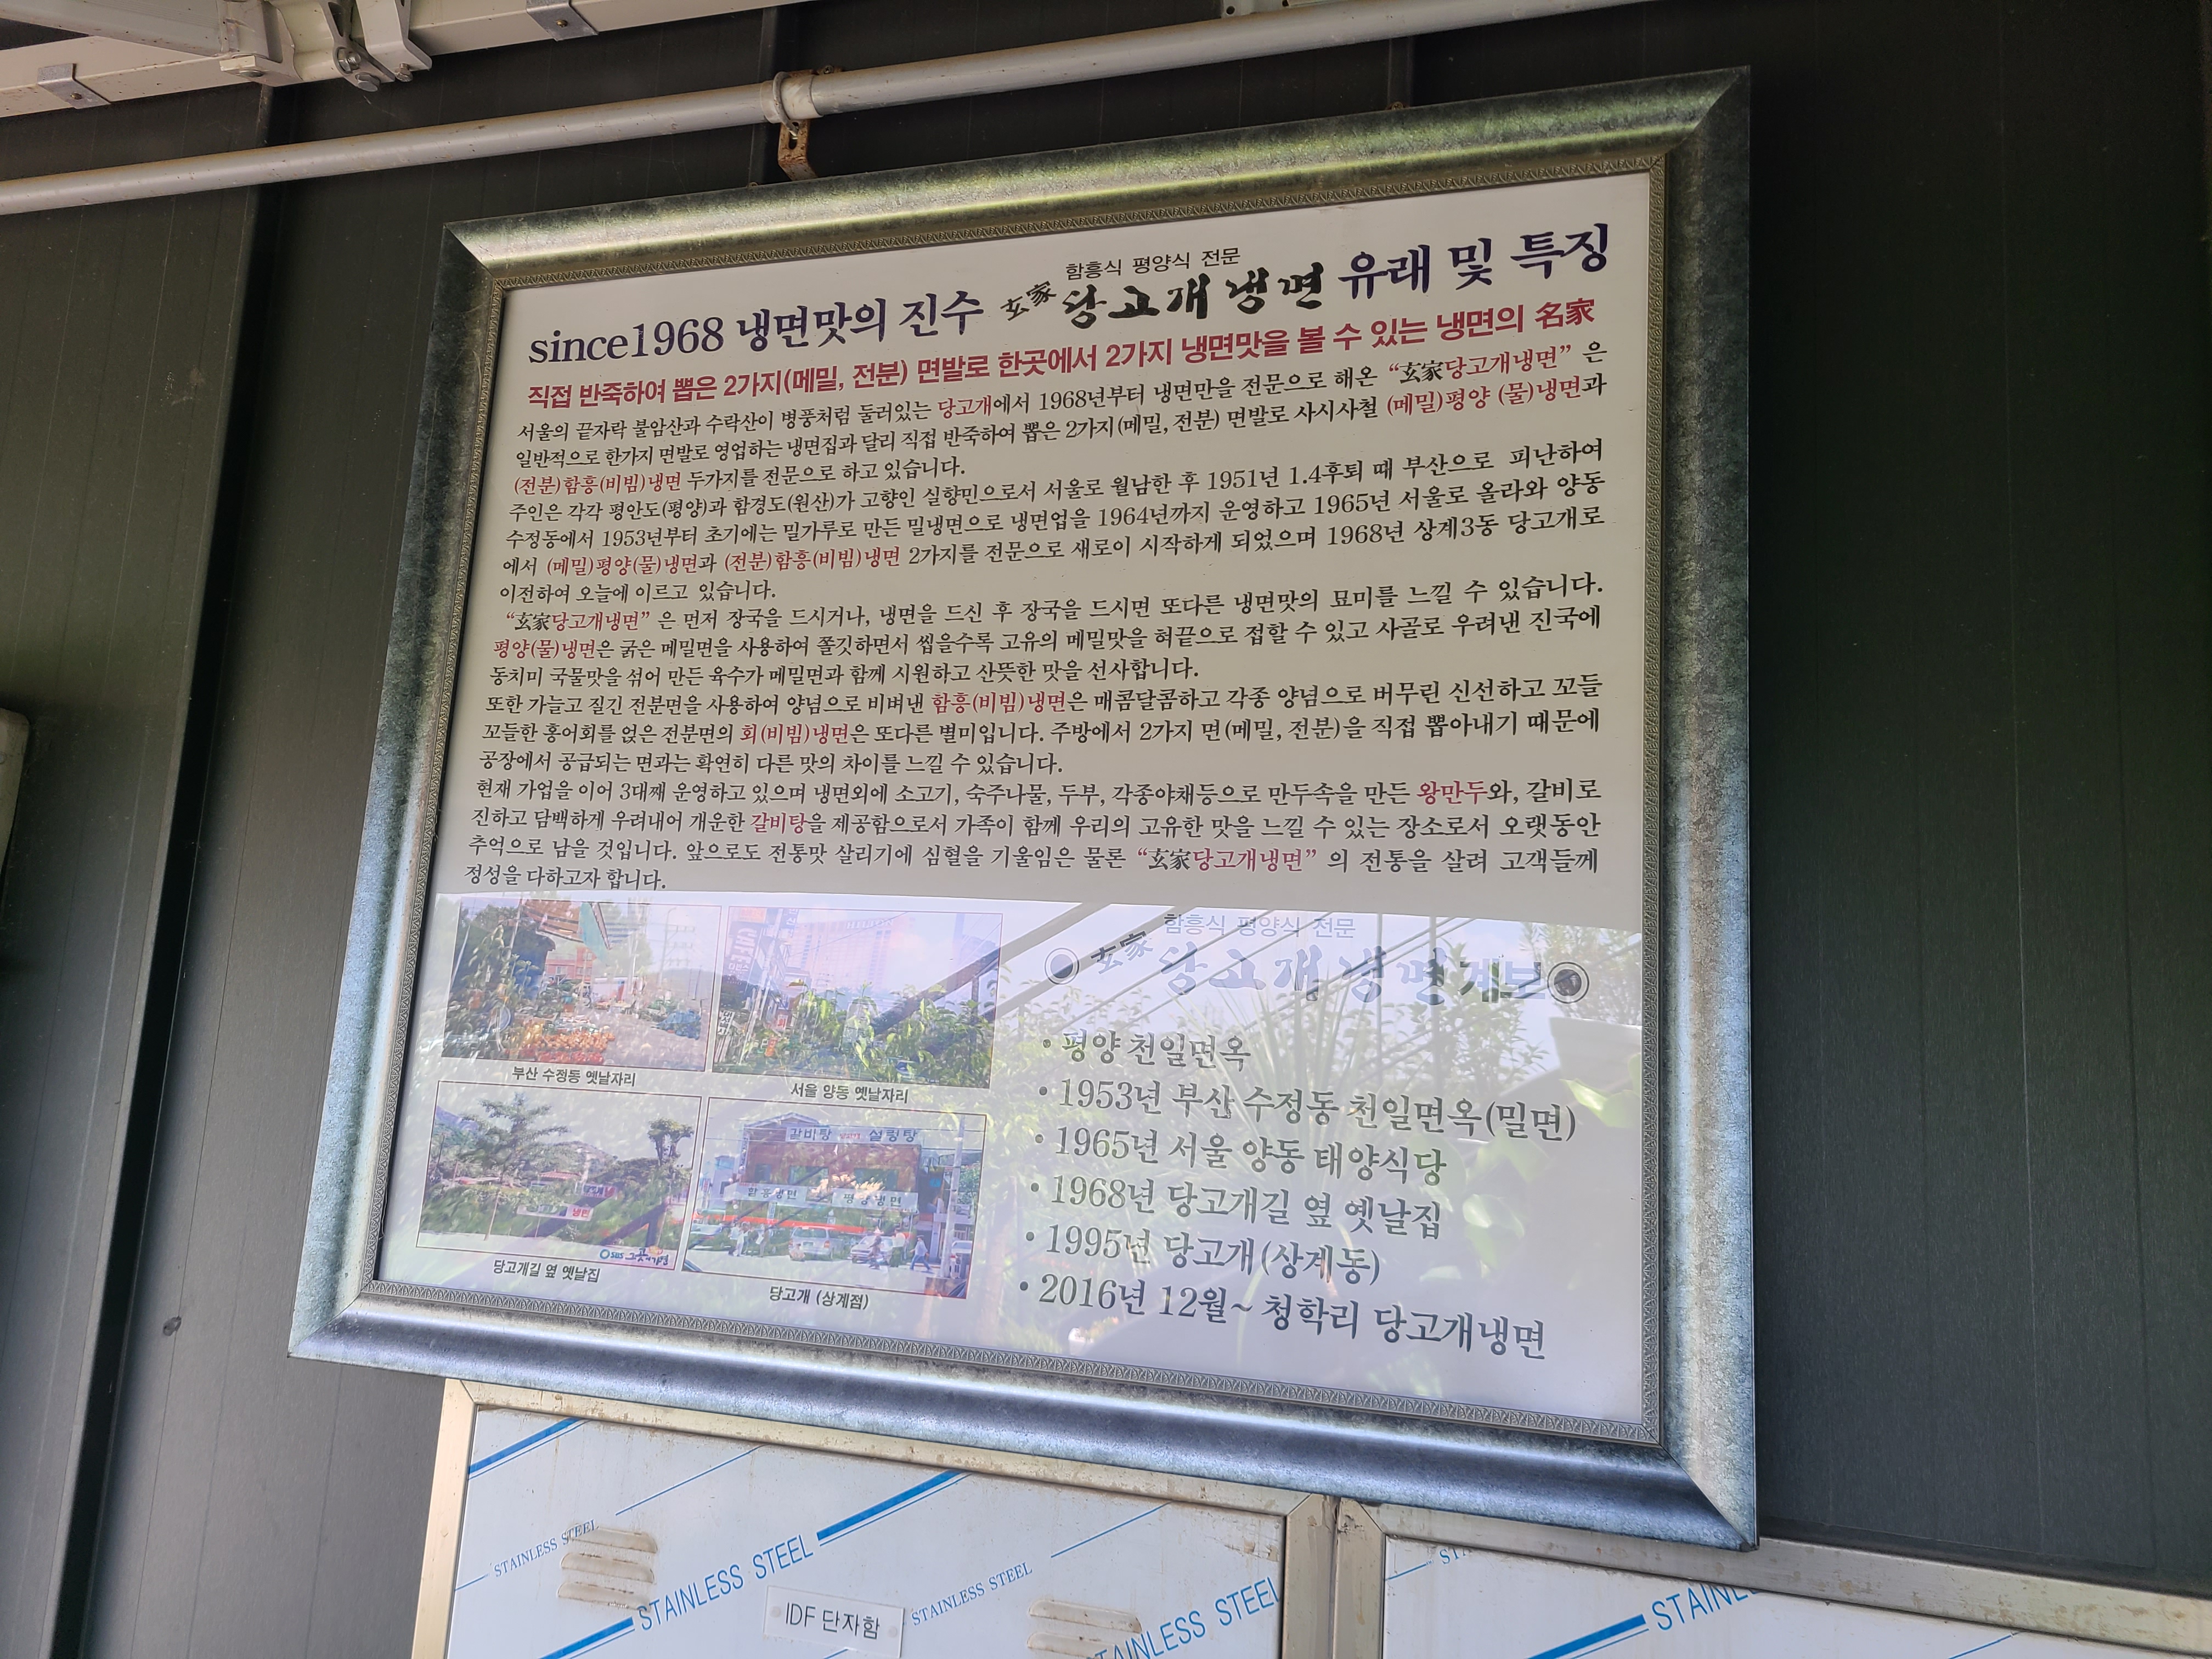 함흥식 평양식 전문
since1968 냉면맛의 진수 玄家 당고개냉면 유래 및 특징
직접 반죽하여 뽑은 2가지(메밀, 전분) 면발로 한곳에서 2가지 냉면맛을 볼 수 있는 냉면의 名家
서울의 끝자락 불암산과 수락산이 병풍처럼 둘러있는 당고개에서 1968년부터 냉면만을 전문으로 해온 “玄家당고개냉면” 은
일반적으로 한가지 면발로 영업하는 냉면집과 달리 직접 반죽하여 뽑은 2가지(메밀, 전분) 면발로 사시사철 (메밀)평양 (물)냉면과
(전분)함흥(비빔)냉면 두가지를 전문으로 하고 있습니다.
주인은 각각 평안도(평양)과 함경도(원산)가 고향인 실향민으로서 서울로 월남한 후 1951년 1.4후퇴 때 부산으로 피난하여
수정동에서 1953년부터 초기에는 밀가루로 만든 밀냉면으로 냉면업을 1964년까지 운영하고 1965년 서울로 올라와 양동
에서 (메밀)평양(물)냉면과 (전분)함흥(비빔)냉면 2가지를 전문으로 새로이 시작하게 되었으며 1968년 상계3동 당고개로
이전하여 오늘에 이르고 있습니다.
“玄家당고개냉면” 은 먼저 장국을 드시거나, 냉면을 드신 후 장국을 드시면 또다른 냉면맛의 묘미를 느낄 수 있습니다.
평양(물)냉면은 굵은 메밀면을 사용하여 쫄깃하면서 씹을수록 고유의 메밀맛을 혀끝으로 접할 수 있고 사골로 우려낸 진국에
동치미 국물맛을 섞어 만든 육수가 메밀면과 함께 시원하고 산뜻한 맛을 선사합니다.
또한 가늘고 질긴 전분면을 사용하여 양념으로 비벼낸 함흥(비빔)냉면은 매콤달콤하고 각종 양념으로 버무린 신선하고 꼬들
꼬들한 홍어회를 얹은 전분면의 회(비빔)냉면은 또다른 별미입니다. 주방에서 2가지 면(메밀, 전분)을 직접 뽑아내기 때문에
공장에서 공급되는 면과는 확연히 다른 맛의 차이를 느낄 수 있습니다.
현재 가업을 이어 3대째 운영하고 있으며 냉면외에 소고기, 숙주나물, 두부, 각종야채등으로 만두속을 만든 왕만두와, 갈비로
진하고 담백하게 우려내어 개운한 갈비탕을 제공함으로서 가족이 함께 우리의 고유한 맛을 느낄 수 있는 장소로서 오랫동안
추억으로 남을 것입니다. 앞으로도 전통맛 살리기에 심혈을 기울임은 물론 “玄家당고개냉면” 의 전통을 살려 고객들께
정성을 다하고자 합니다.
부산 수정동 옛날자리
서울 양동 옛날자리
냉면
SBS
당고개길 옆 옛날집
갈비탕 설렁탕
함흥냉면 평양냉면
당고개 (상계점)
함흥식 평양식 전문
玄家 당고개냉면계보
• 평양 천일면옥
• 1953년 부산 수정동 천일면옥(밀면)
• 1965년 서울 양동 태양식당
• 1968년 당고개길 옆 옛날집
• 1995년 당고개(상계동)
• 2016년 12월~ 청학리 당고개냉면
STAINLESS STEEL
STAINLESS STEEL
STAINLESS STEEL
STAINLESS STEEL
IDF 단자함